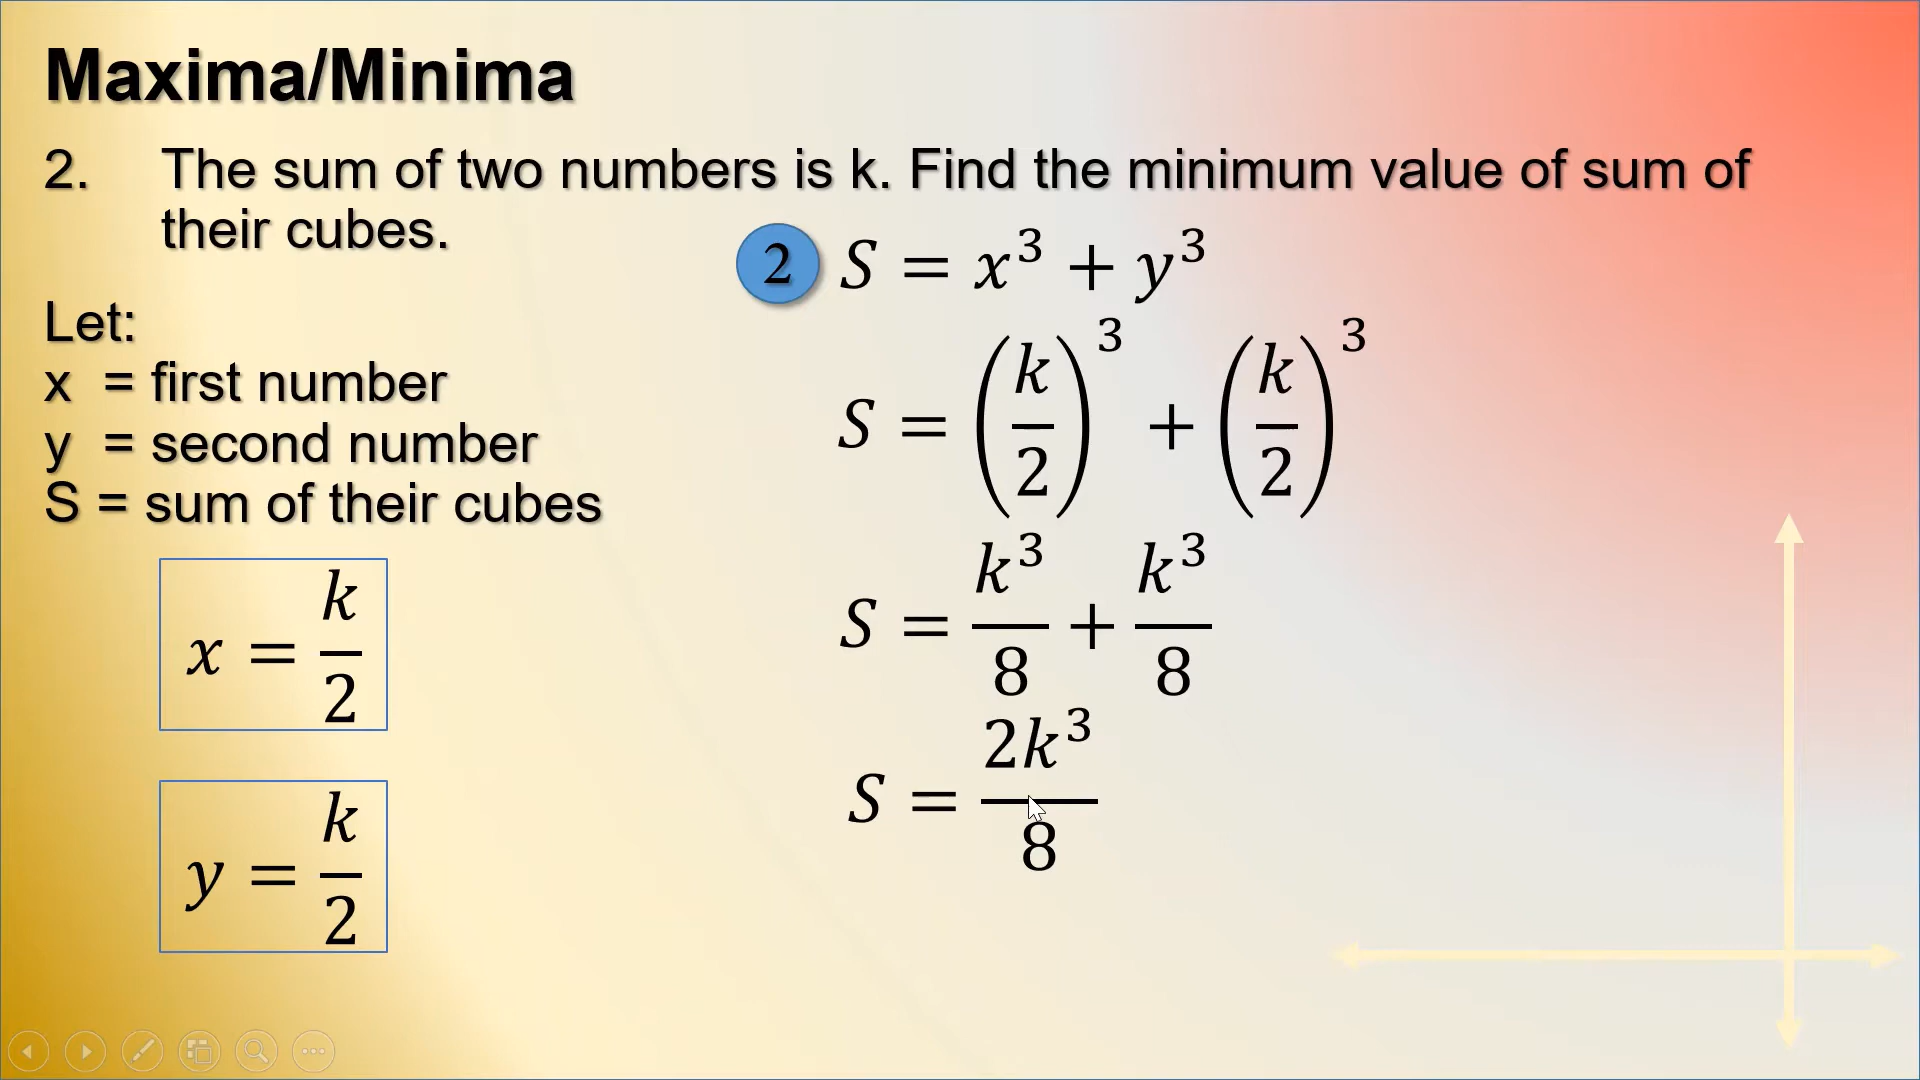 Maxima/Minima
2. The sum of two numbers is k. Find the minimum value of sum of
their cubes.
Let:
x = first number
y = second number
S = sum of their cubes
x = k/2
y = k/2
2 S = x³ + y³
S = (k/2)³ + (k/2)³
S = k³/8 + k³/8
S = 2k³/8